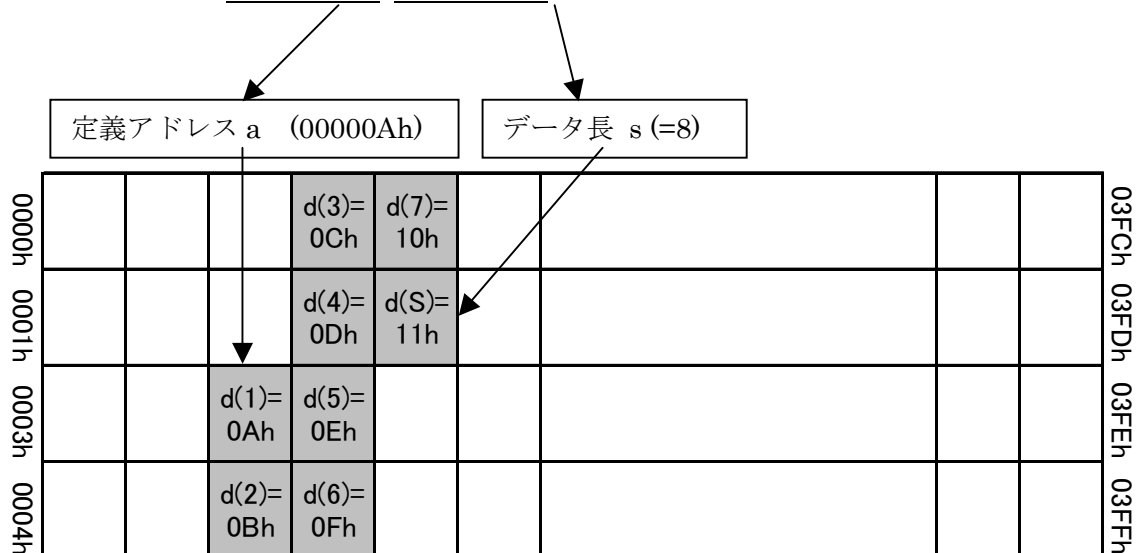 定義アドレス a (00000Ah)
データ長 s (=8)
0000h
d(3)=
0Ch
d(7)=
10h
03FCh
0001h
d(4)=
0Dh
d(S)=
11h
03FDh
0003h
d(1)=
0Ah
d(5)=
0Eh
03FEh
0004h
d(2)=
0Bh
d(6)=
0Fh
03FFh